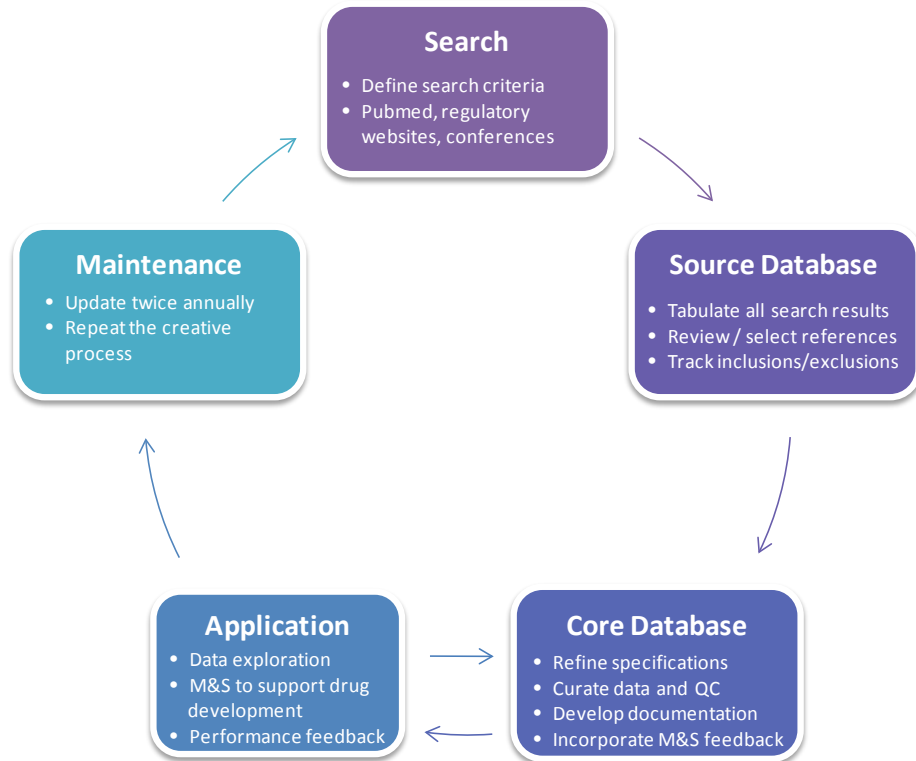 Search
• Define search criteria
• Pubmed, regulatory
websites, conferences
Maintenance
• Update twice annually
• Repeat the creative
process
Source Database
• Tabulate all search results
• Review / select references
• Track inclusions/exclusions
Application
• Data exploration
• M&S to support drug
development
• Performance feedback
Core Database
• Refine specifications
• Curate data and QC
• Develop documentation
• Incorporate M&S feedback